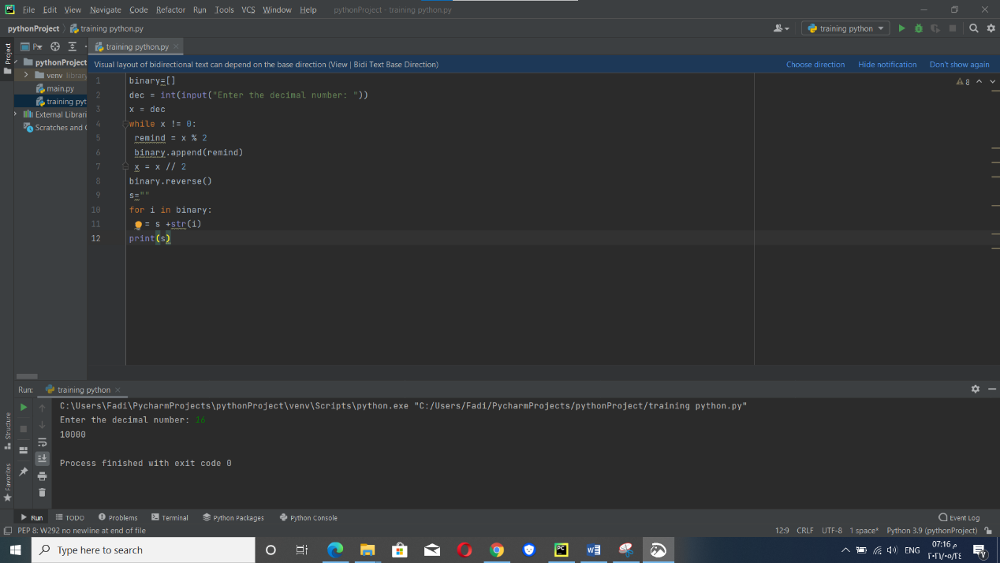 File Edit View Navigate Code Refactor Run Tools VCS Window Help pythonProject - training python.py
pythonProject training python.py training python
Project
training python.py
Visual layout of bidirectional text can depend on the base direction (View | Bidi Text Base Direction) Choose direction Hide notification Don't show again
pythonProject
venv library
main.py
training pyt
External Librari
Scratches and
8
1 binary=[]
2 dec = int(input("Enter the decimal number: "))
3 x = dec
4 while x != 0:
5 remind = x % 2
6 binary.append(remind)
7 x = x // 2
8 binary.reverse()
9 s=""
10 for i in binary:
11 = s +str(i)
12 print(s)
Run: training python
C:\Users\Fadi\PycharmProjects\pythonProject\venv\Scripts\python.exe "C:/Users/Fadi/PycharmProjects/pythonProject/training python.py"
Enter the decimal number: 16
10000
Process finished with exit code 0
Structure
Favorites
Run TODO Problems Terminal Python Packages Python Console Event Log
PEP 8: W292 no newline at end of file 12:9 CRLF UTF-8 1 space* Python 3.9 (pythonProject)
Type here to search
ENG
07:16 م
٢٠٢١/٠٥/٢٤